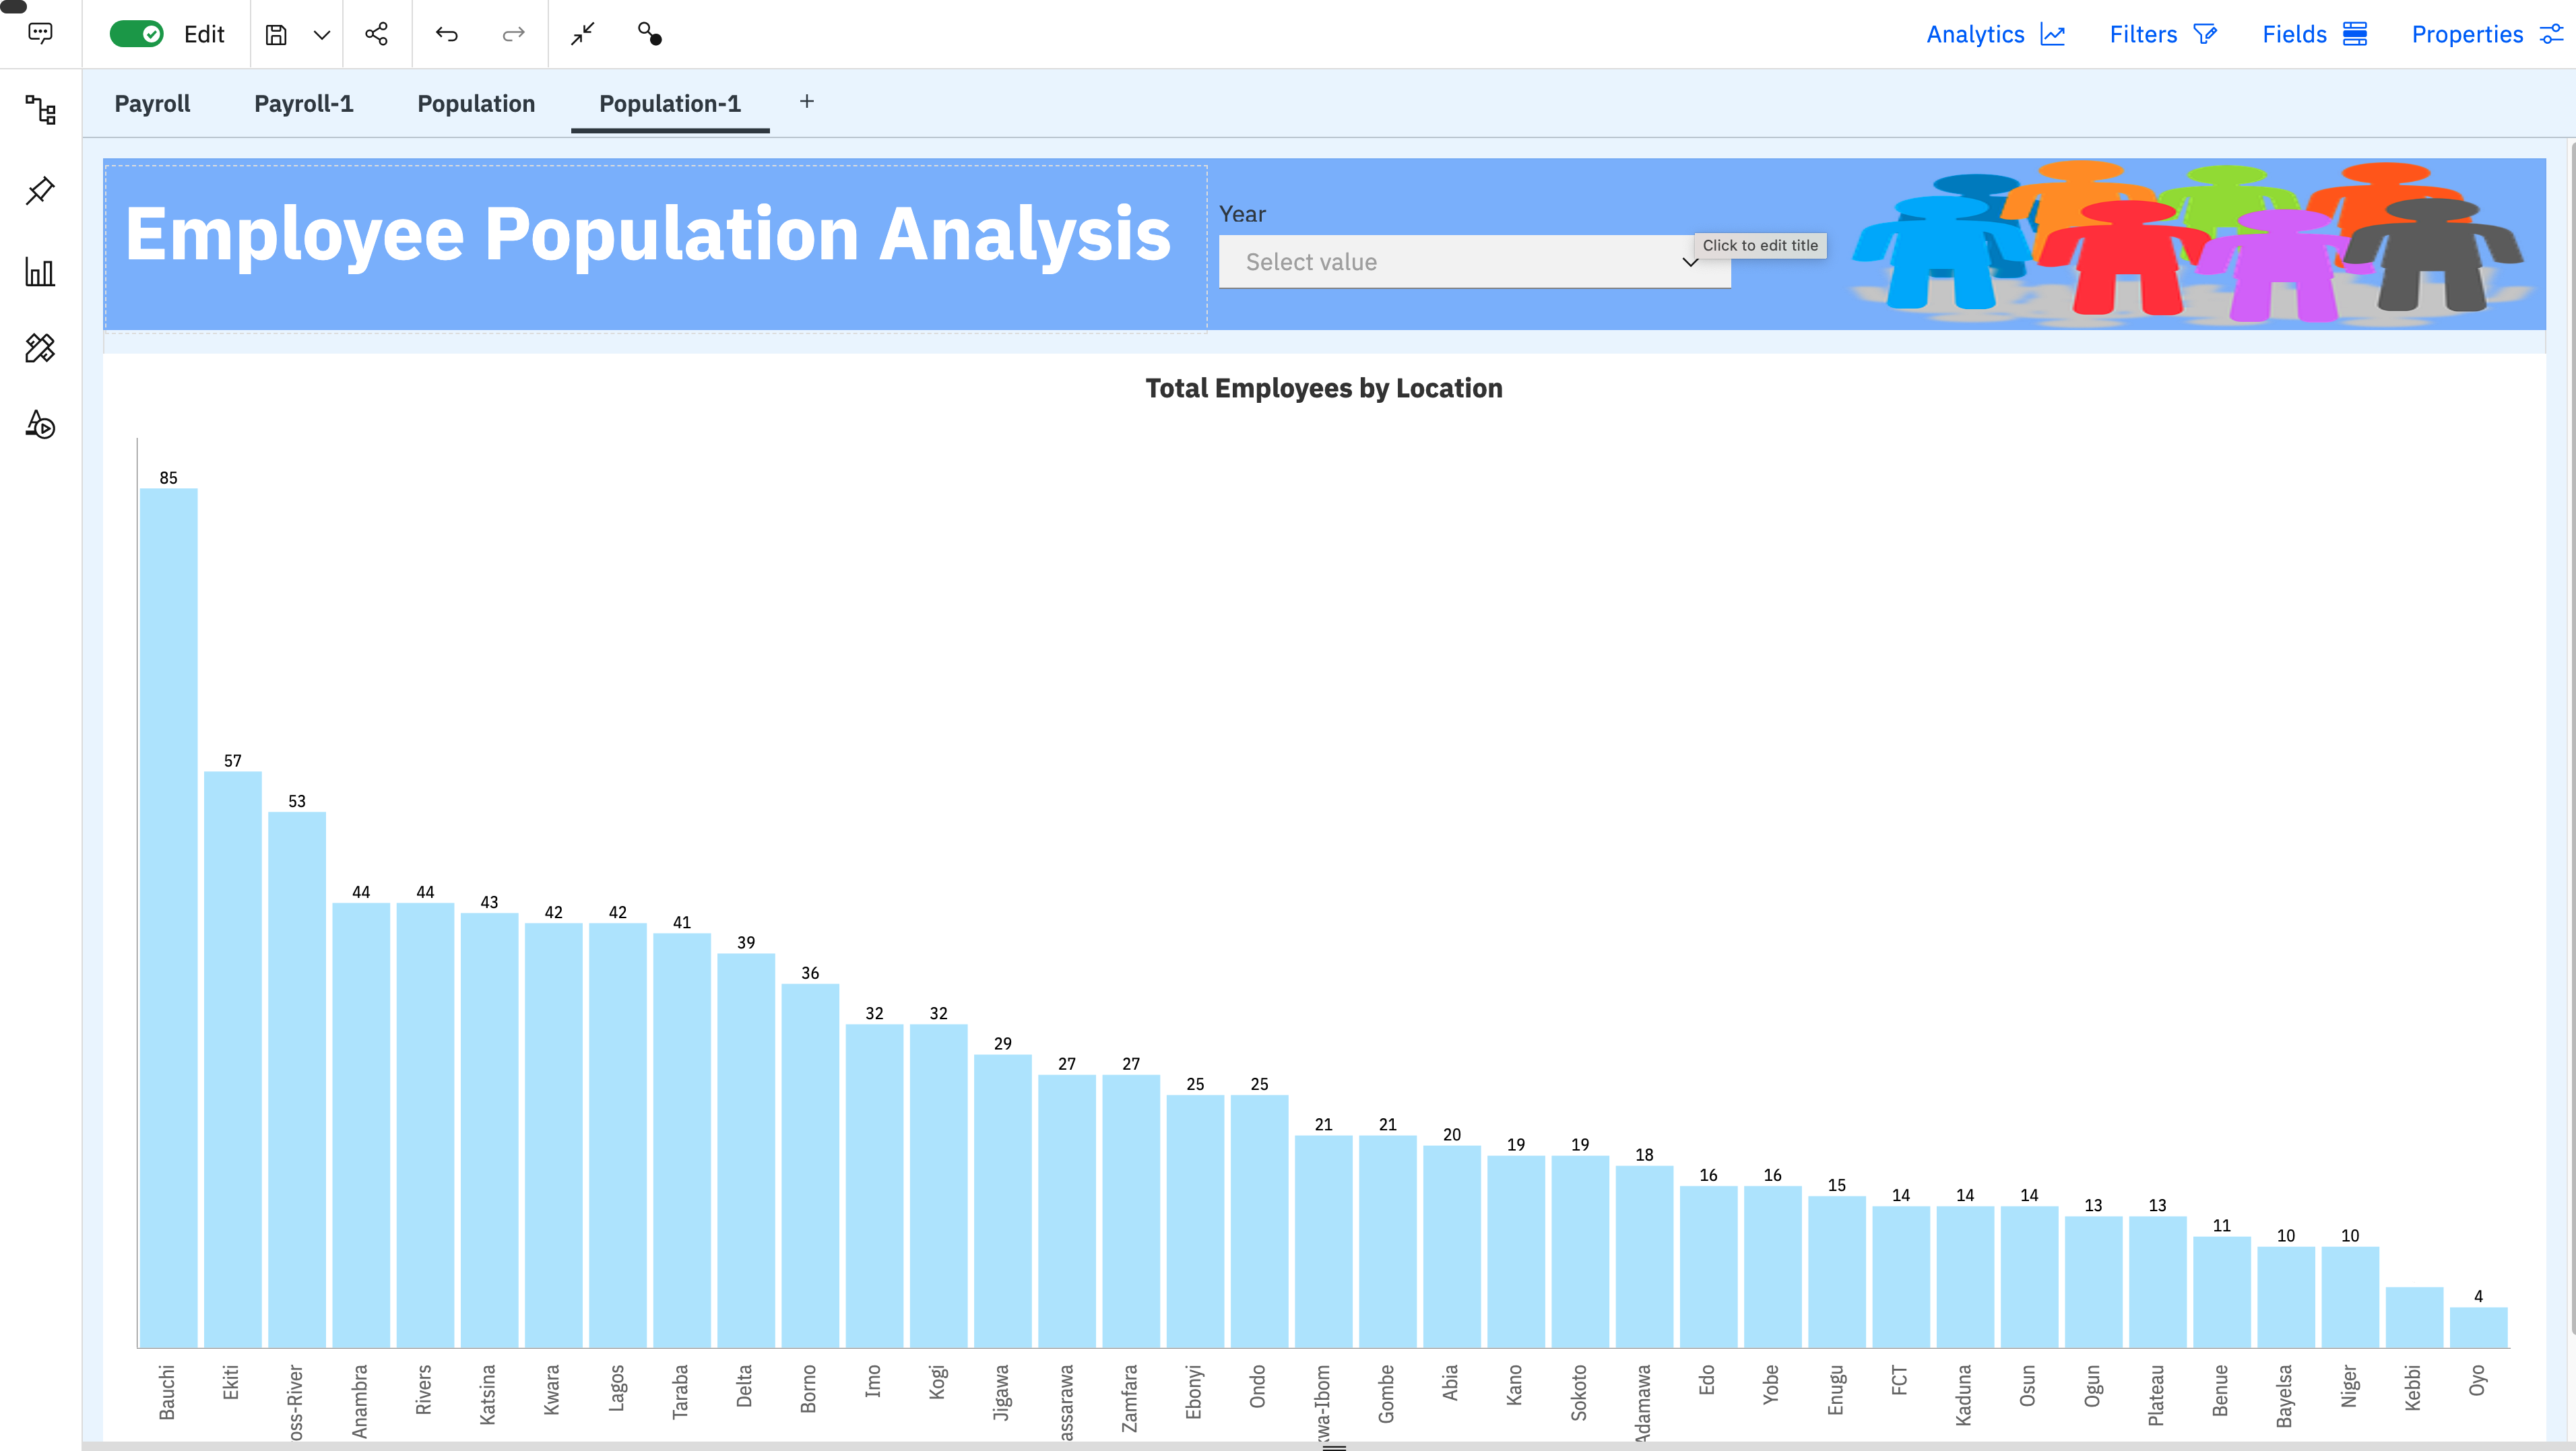 Edit
Analytics
Filters
Fields
Properties
Payroll
Payroll-1
Population
Population-1
+
Employee Population Analysis
Year
Select value
Click to edit title
Total Employees by Location
85
57
53
44
44
43
42
42
41
39
36
32
32
29
27
27
25
25
21
21
20
19
19
18
16
16
15
14
14
14
13
13
11
10
10
4
Bauchi
Ekiti
oss-River
Anambra
Rivers
Katsina
Kwara
Lagos
Taraba
Delta
Borno
Imo
Kogi
Jigawa
assarawa
Zamfara
Ebonyi
Ondo
kwa-Ibom
Gombe
Abia
Kano
Sokoto
Adamawa
Edo
Yobe
Enugu
FCT
Kaduna
Osun
Ogun
Plateau
Benue
Bayelsa
Niger
Kebbi
Oyo